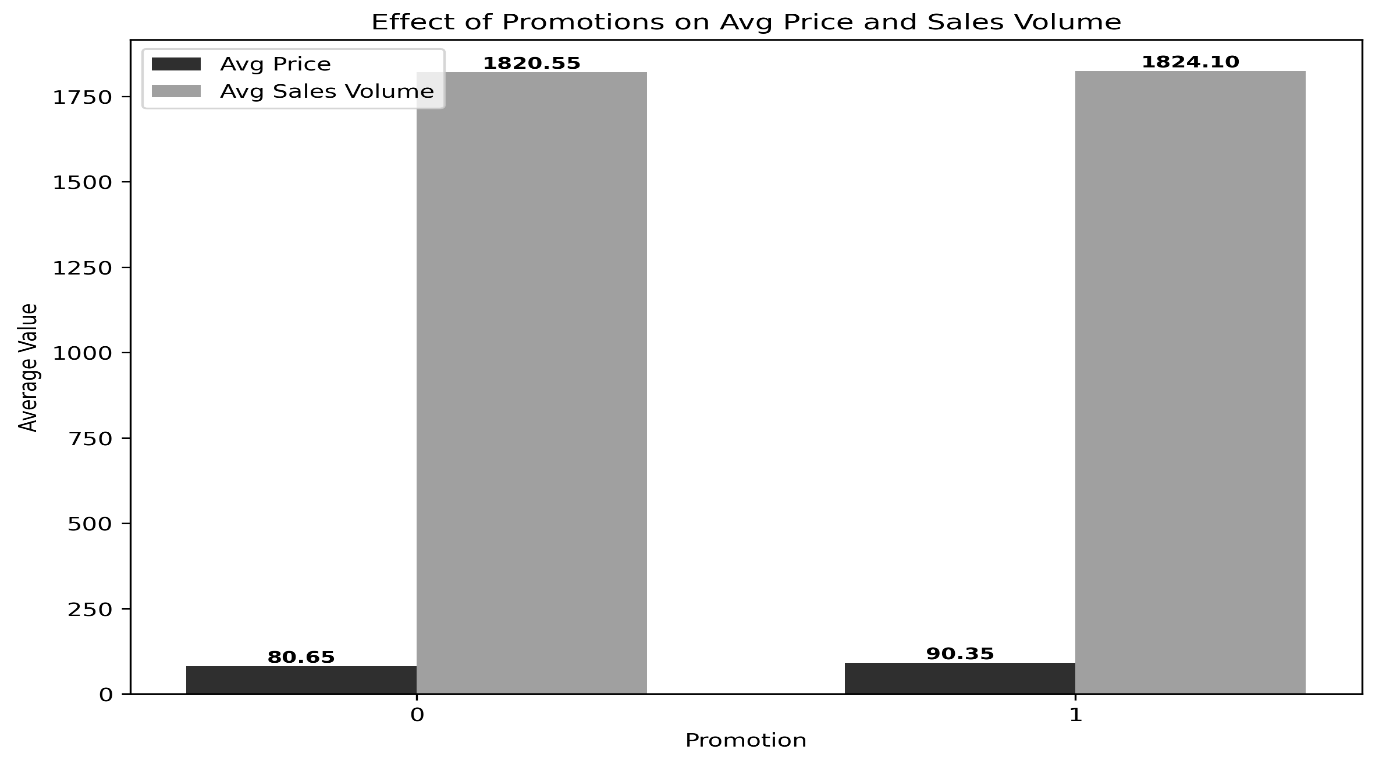 Effect of Promotions on Avg Price and Sales Volume
Avg Price
Avg Sales Volume
1820.55
1824.10
1750
1500
1250
1000
750
500
250
0
Average Value
80.65
90.35
0
1
Promotion